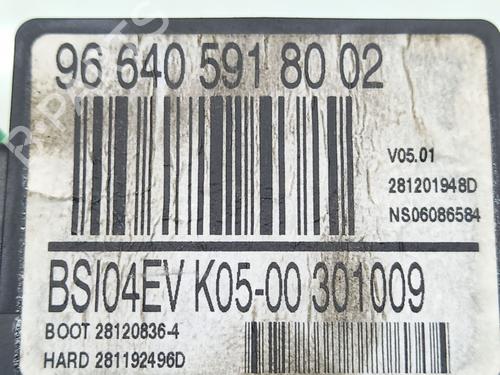 96 640 591 80 02
V05.01
281201948D
NS06086584
BSI04EV K05-00 301009
BOOT 28120836-4
HARD 281192496D